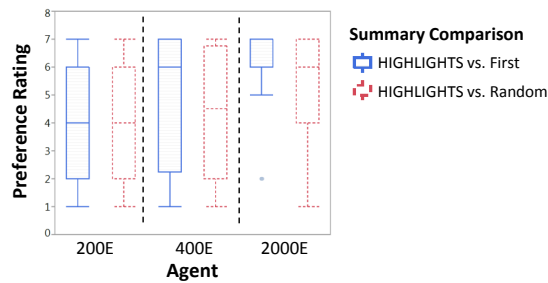 Preference Rating
8
7
6
5
4
3
2
1
0
200E
400E
2000E
Agent
Summary Comparison
HIGHLIGHTS vs. First
HIGHLIGHTS vs. Random